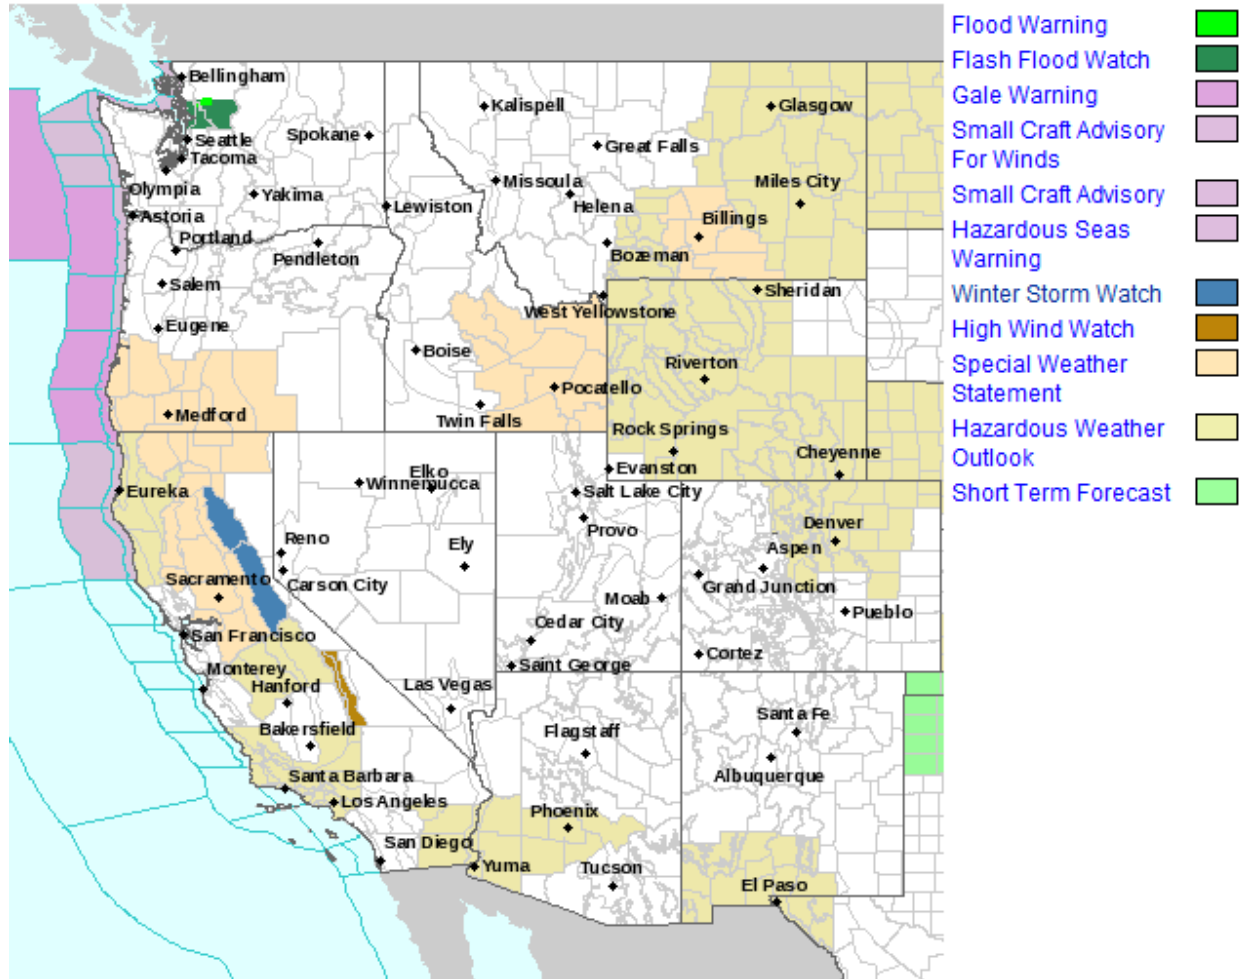 Flood Warning
Flash Flood Watch
Gale Warning
Small Craft Advisory
For Winds
Small Craft Advisory
Hazardous Seas
Warning
Winter Storm Watch
High Wind Watch
Special Weather
Statement
Hazardous Weather
Outlook
Short Term Forecast
Bellingham
Kalispell
Glasgow
Seattle
Spokane
Great Falls
Tacoma
Missoula
Miles City
Olympia
Yakima
Lewiston
Helena
Astoria
Billings
Portland
Pendleton
Bozeman
Salem
Sheridan
West Yellowstone
Eugene
Boise
Riverton
Pocatello
Medford
Twin Falls
Rock Springs
Cheyenne
Elko
Evanston
Winnemucca
Eureka
Salt Lake City
Provo
Denver
Reno
Ely
Aspen
Sacramento
Carson City
Grand Junction
Moab
Pueblo
Cedar City
San Francisco
Cortez
Saint George
Monterey
Hanford
Las Vegas
Santa Fe
Bakersfield
Flagstaff
Albuquerque
Santa Barbara
Los Angeles
Phoenix
San Diego
Yuma
Tucson
El Paso